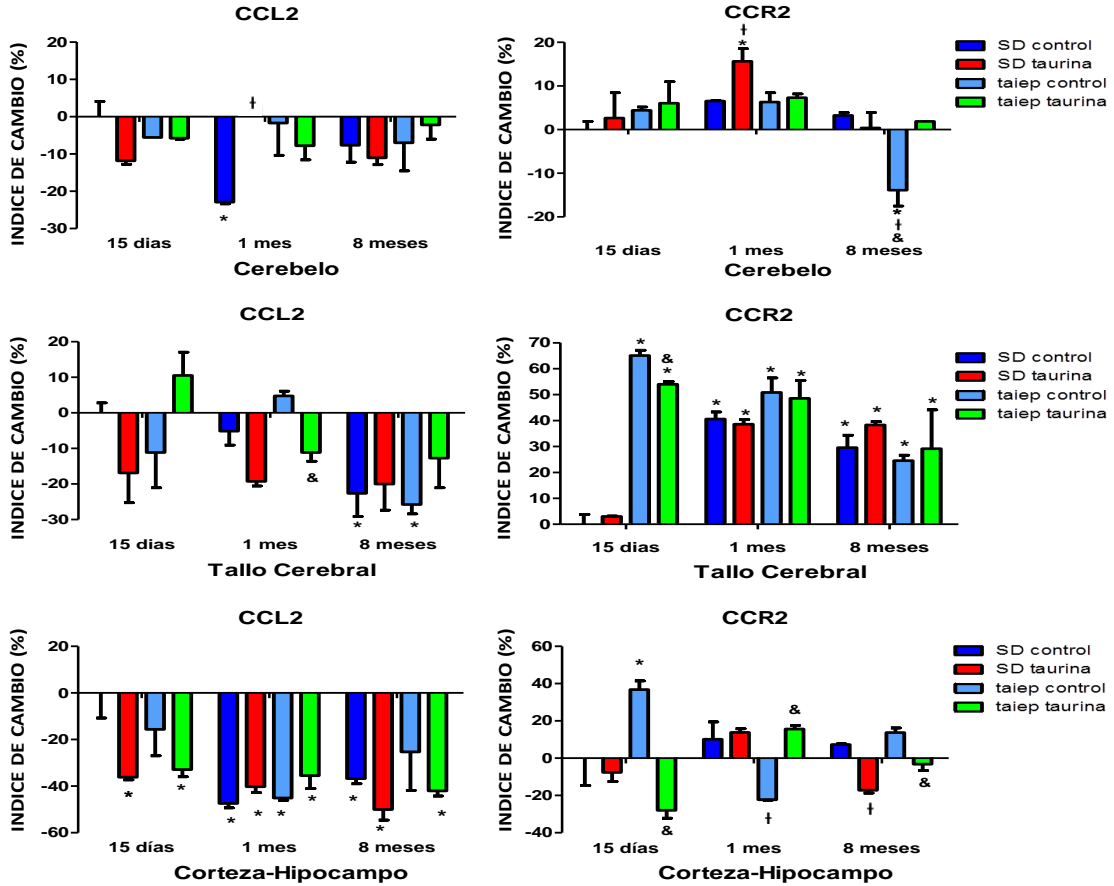 CCL2
INDICE DE CAMBIO (%)
20
10
0
-10
-20
-30
*
ƚ
15 dias
1 mes
8 meses
Cerebelo
CCR2
INDICE DE CAMBIO (%)
20
10
0
-10
-20
ƚ
*
*
ƚ
&
15 dias
1 mes
8 meses
Cerebelo
SD control
SD taurina
taiep control
taiep taurina
CCL2
INDICE DE CAMBIO (%)
20
10
0
-10
-20
-30
&
*
*
15 dias
1 mes
8 meses
Tallo Cerebral
CCR2
INDICE DE CAMBIO (%)
70
60
50
40
30
20
10
0
*
&
*
*
*
*
*
*
*
*
*
15 dias
1 mes
8 meses
Tallo Cerebral
SD control
SD taurina
taiep control
taiep taurina
CCL2
INDICE DE CAMBIO (%)
20
0
-20
-40
-60
*
*
*
*
*
*
*
*
*
15 días
1 mes
8 meses
Corteza-Hipocampo
CCR2
INDICE DE CAMBIO (%)
60
40
20
0
-20
-40
*
&
ƚ
&
ƚ
&
15 días
1 mes
8 meses
Corteza-Hipocampo
SD control
SD taurina
taiep control
taiep taurina